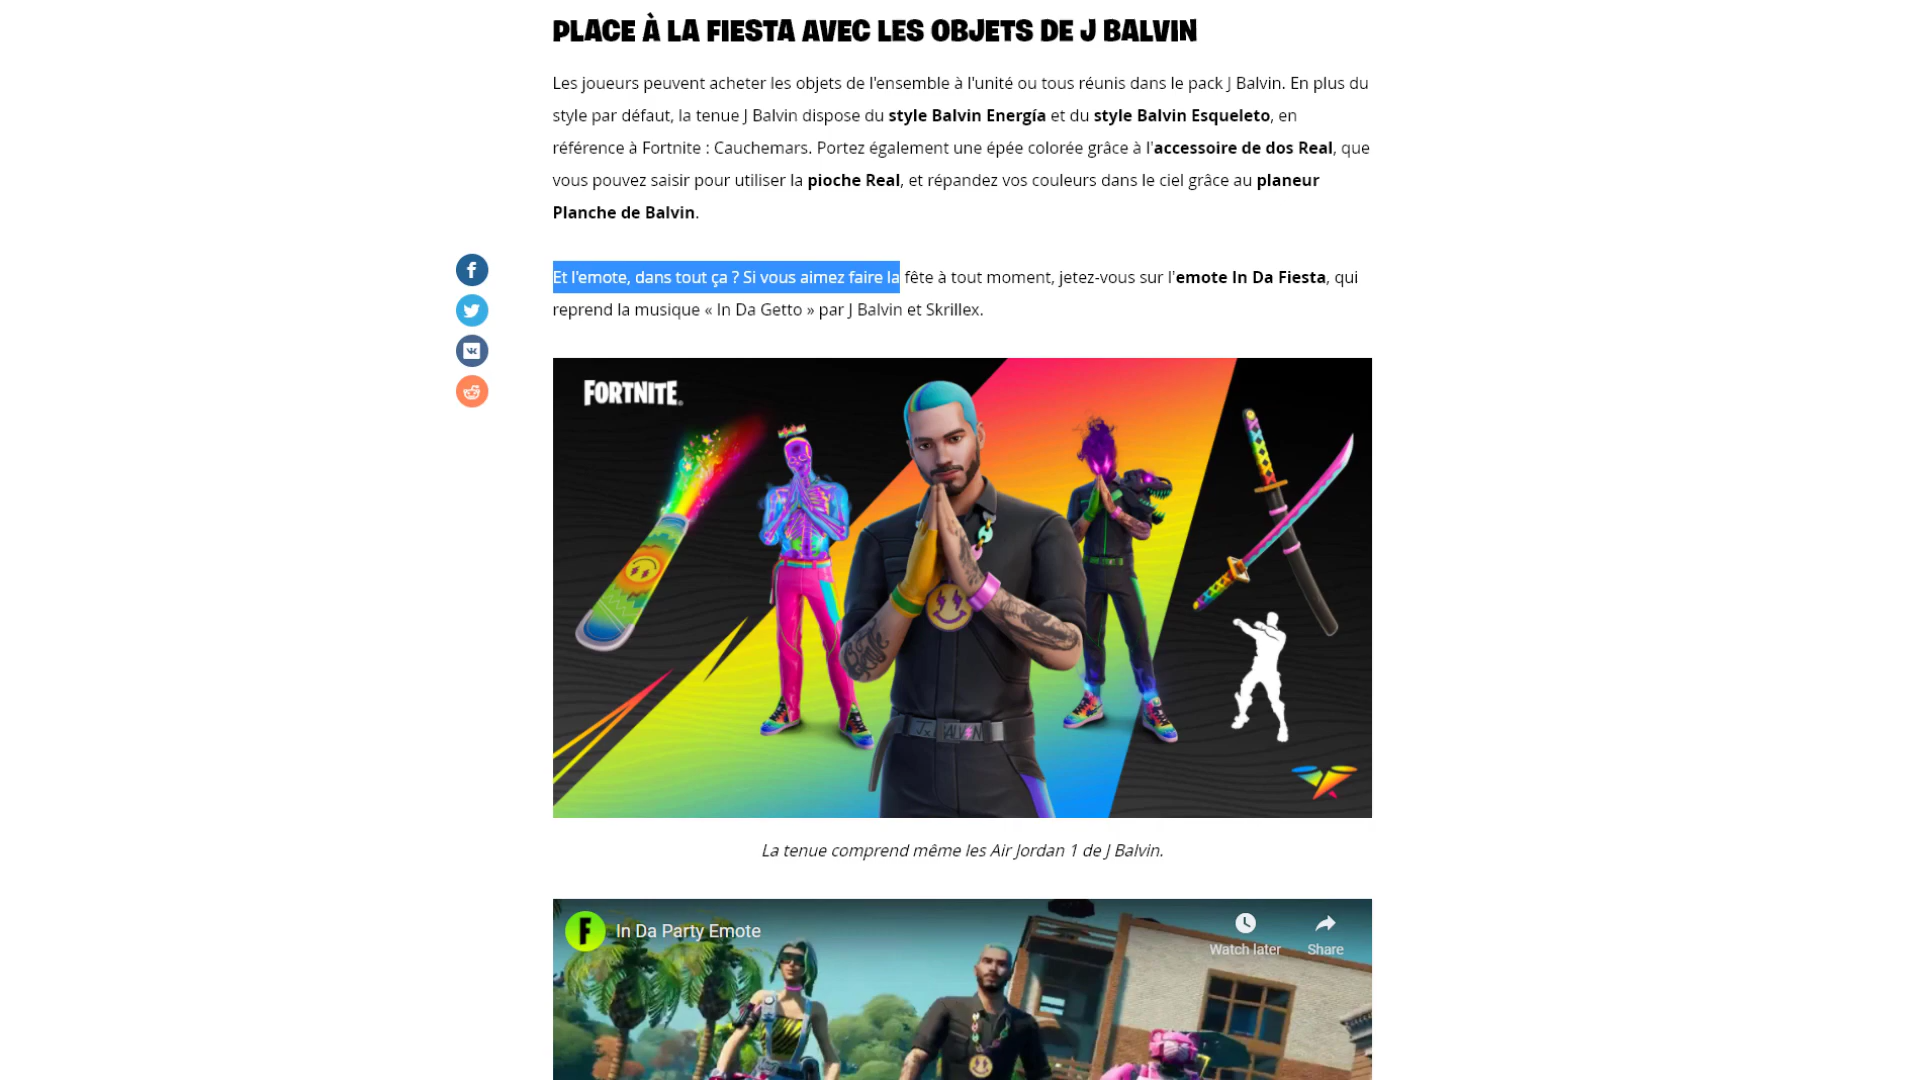 PLACE À LA FIESTA AVEC LES OBJETS DE J BALVIN
Les joueurs peuvent acheter les objets de l'ensemble à l'unité ou tous réunis dans le pack J Balvin. En plus du
style par défaut, la tenue J Balvin dispose du style Balvin Energía et du style Balvin Esqueleto, en
référence à Fortnite : Cauchemars. Portez également une épée colorée grâce à l'accessoire de dos Real, que
vous pouvez saisir pour utiliser la pioche Real, et répandez vos couleurs dans le ciel grâce au planeur
Planche de Balvin.
Et l'emote, dans tout ça ? Si vous aimez faire la fête à tout moment, jetez-vous sur l'emote In Da Fiesta, qui
reprend la musique « In Da Getto » par J Balvin et Skrillex.
FORTNITE
La tenue comprend même les Air Jordan 1 de J Balvin.
F In Da Party Emote
Watch later
Share